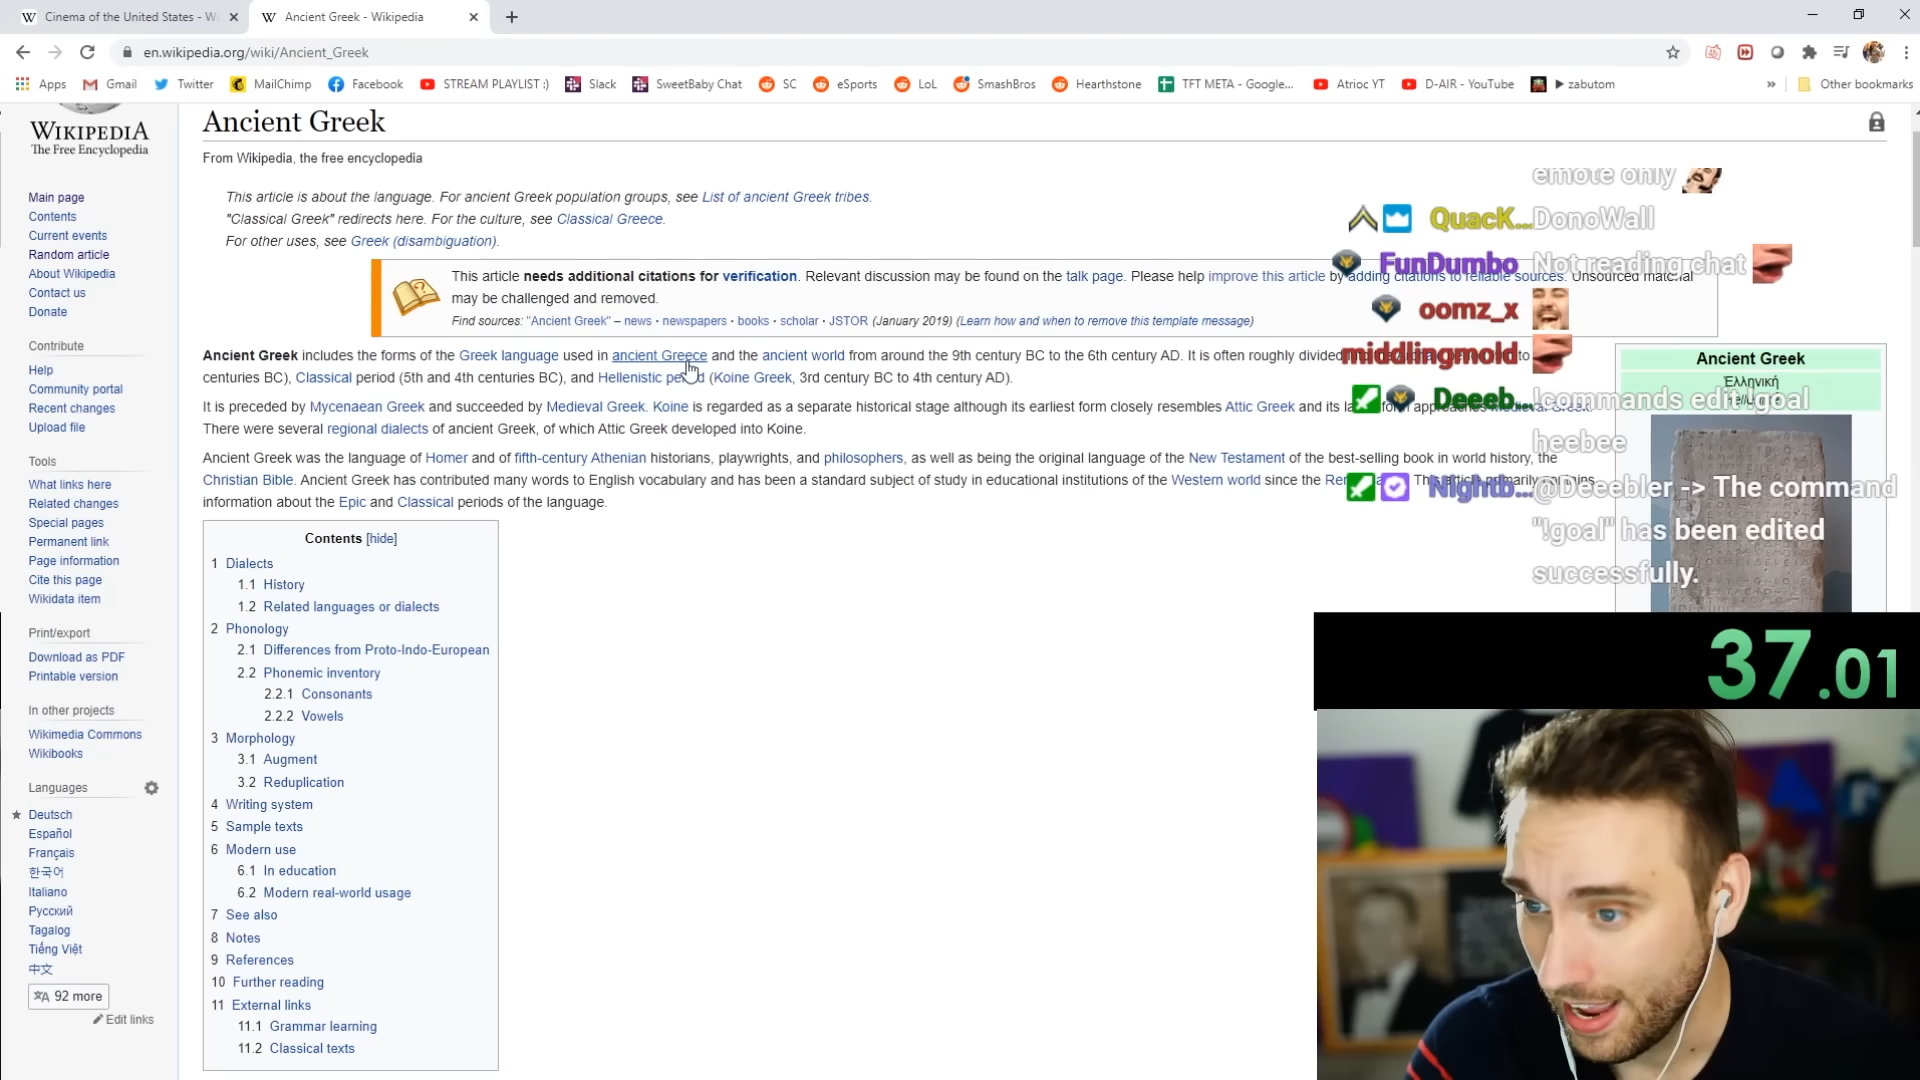 Cinema of the United States - W
Ancient Greek - Wikipedia
en.wikipedia.org/wiki/Ancient_Greek
Apps
Gmail
Twitter
MailChimp
Facebook
STREAM PLAYLIST :)
Slack
SweetBaby Chat
SC
eSports
LoL
SmashBros
Hearthstone
TFT META - Google...
Atrioc YT
D-AIR - YouTube
zabutom
»
Other bookmarks
WIKIPEDIA
The Free Encyclopedia
Main page
Contents
Current events
Random article
About Wikipedia
Contact us
Donate
Contribute
Help
Community portal
Recent changes
Upload file
Tools
What links here
Related changes
Special pages
Permanent link
Page information
Cite this page
Wikidata item
Print/export
Download as PDF
Printable version
In other projects
Wikimedia Commons
Wikibooks
Languages
Deutsch
Español
Français
한국어
Italiano
Русский
Tagalog
Tiếng Việt
中文
92 more
Edit links
Ancient Greek
From Wikipedia, the free encyclopedia
This article is about the language. For ancient Greek population groups, see List of ancient Greek tribes.
"Classical Greek" redirects here. For the culture, see Classical Greece.
For other uses, see Greek (disambiguation).
This article needs additional citations for verification. Relevant discussion may be found on the talk page. Please help improve this article by adding citations to reliable sources. Unsourced material
may be challenged and removed.
Find sources: "Ancient Greek" – news · newspapers · books · scholar · JSTOR (January 2019) (Learn how and when to remove this template message)
Ancient Greek includes the forms of the Greek language used in ancient Greece and the ancient world from around the 9th century BC to the 6th century AD. It is often roughly divided
centuries BC), Classical period (5th and 4th centuries BC), and Hellenistic period (Koine Greek, 3rd century BC to 4th century AD).
It is preceded by Mycenaean Greek and succeeded by Medieval Greek. Koine is regarded as a separate historical stage although its earliest form closely resembles Attic Greek and its
There were several regional dialects of ancient Greek, of which Attic Greek developed into Koine.
Ancient Greek was the language of Homer and of fifth-century Athenian historians, playwrights, and philosophers, as well as being the original language of the New Testament of the best-selling book in world history, the
Christian Bible. Ancient Greek has contributed many words to English vocabulary and has been a standard subject of study in educational institutions of the Western world since the
information about the Epic and Classical periods of the language.
Contents [hide]
1 Dialects
1.1 History
1.2 Related languages or dialects
2 Phonology
2.1 Differences from Proto-Indo-European
2.2 Phonemic inventory
2.2.1 Consonants
2.2.2 Vowels
3 Morphology
3.1 Augment
3.2 Reduplication
4 Writing system
5 Sample texts
6 Modern use
6.1 In education
6.2 Modern real-world usage
7 See also
8 Notes
9 References
10 Further reading
11 External links
11.1 Grammar learning
11.2 Classical texts
Ancient Greek
Ἑλληνική
emote only
QuacK... DonoWall
FunDumbo Not reading chat
oomz_x
middlingmold
Deeeb... !commands edit !goal
heebee
Nightb... @Deeebler -> The command
"!goal" has been edited
successfully.
37.01